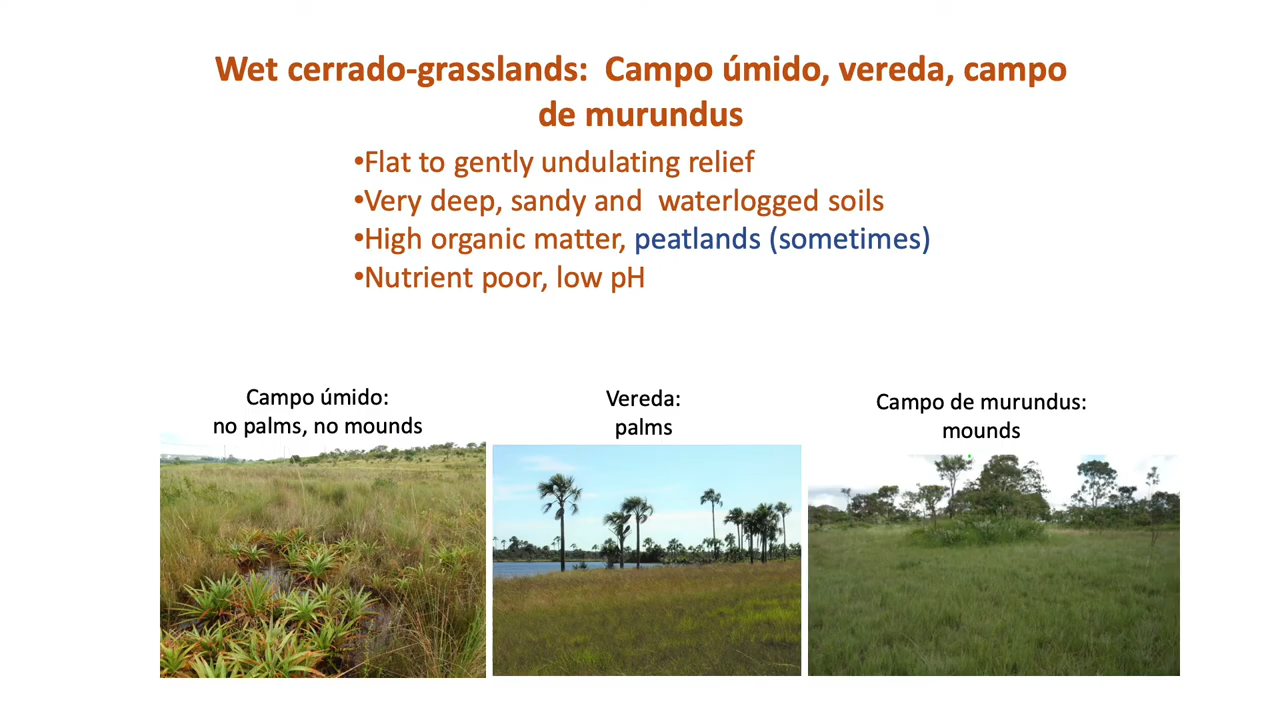 Wet cerrado-grasslands:  Campo úmido, vereda, campo
de murundus
•Flat to gently undulating relief
•Very deep, sandy and  waterlogged soils
•High organic matter, peatlands (sometimes)
•Nutrient poor, low pH
Campo úmido:
no palms, no mounds
Vereda:
palms
Campo de murundus:
mounds